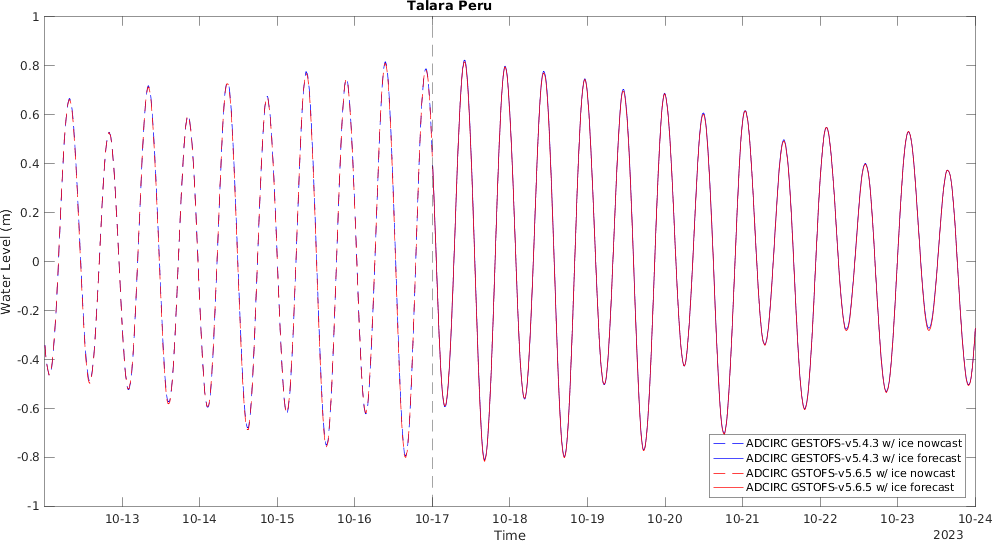 Talara Peru
Water Level (m)
1
0.8
0.6
0.4
0.2
0
-0.2
-0.4
-0.6
-0.8
-1
ADCIRC GESTOFS-v5.4.3 w/ ice nowcast
ADCIRC GESTOFS-v5.4.3 w/ ice forecast
ADCIRC GSTOFS-v5.6.5 w/ ice nowcast
ADCIRC GSTOFS-v5.6.5 w/ ice forecast
10-13 10-14 10-15 10-16 10-17 10-18 10-19 10-20 10-21 10-22 10-23 10-24
Time
2023